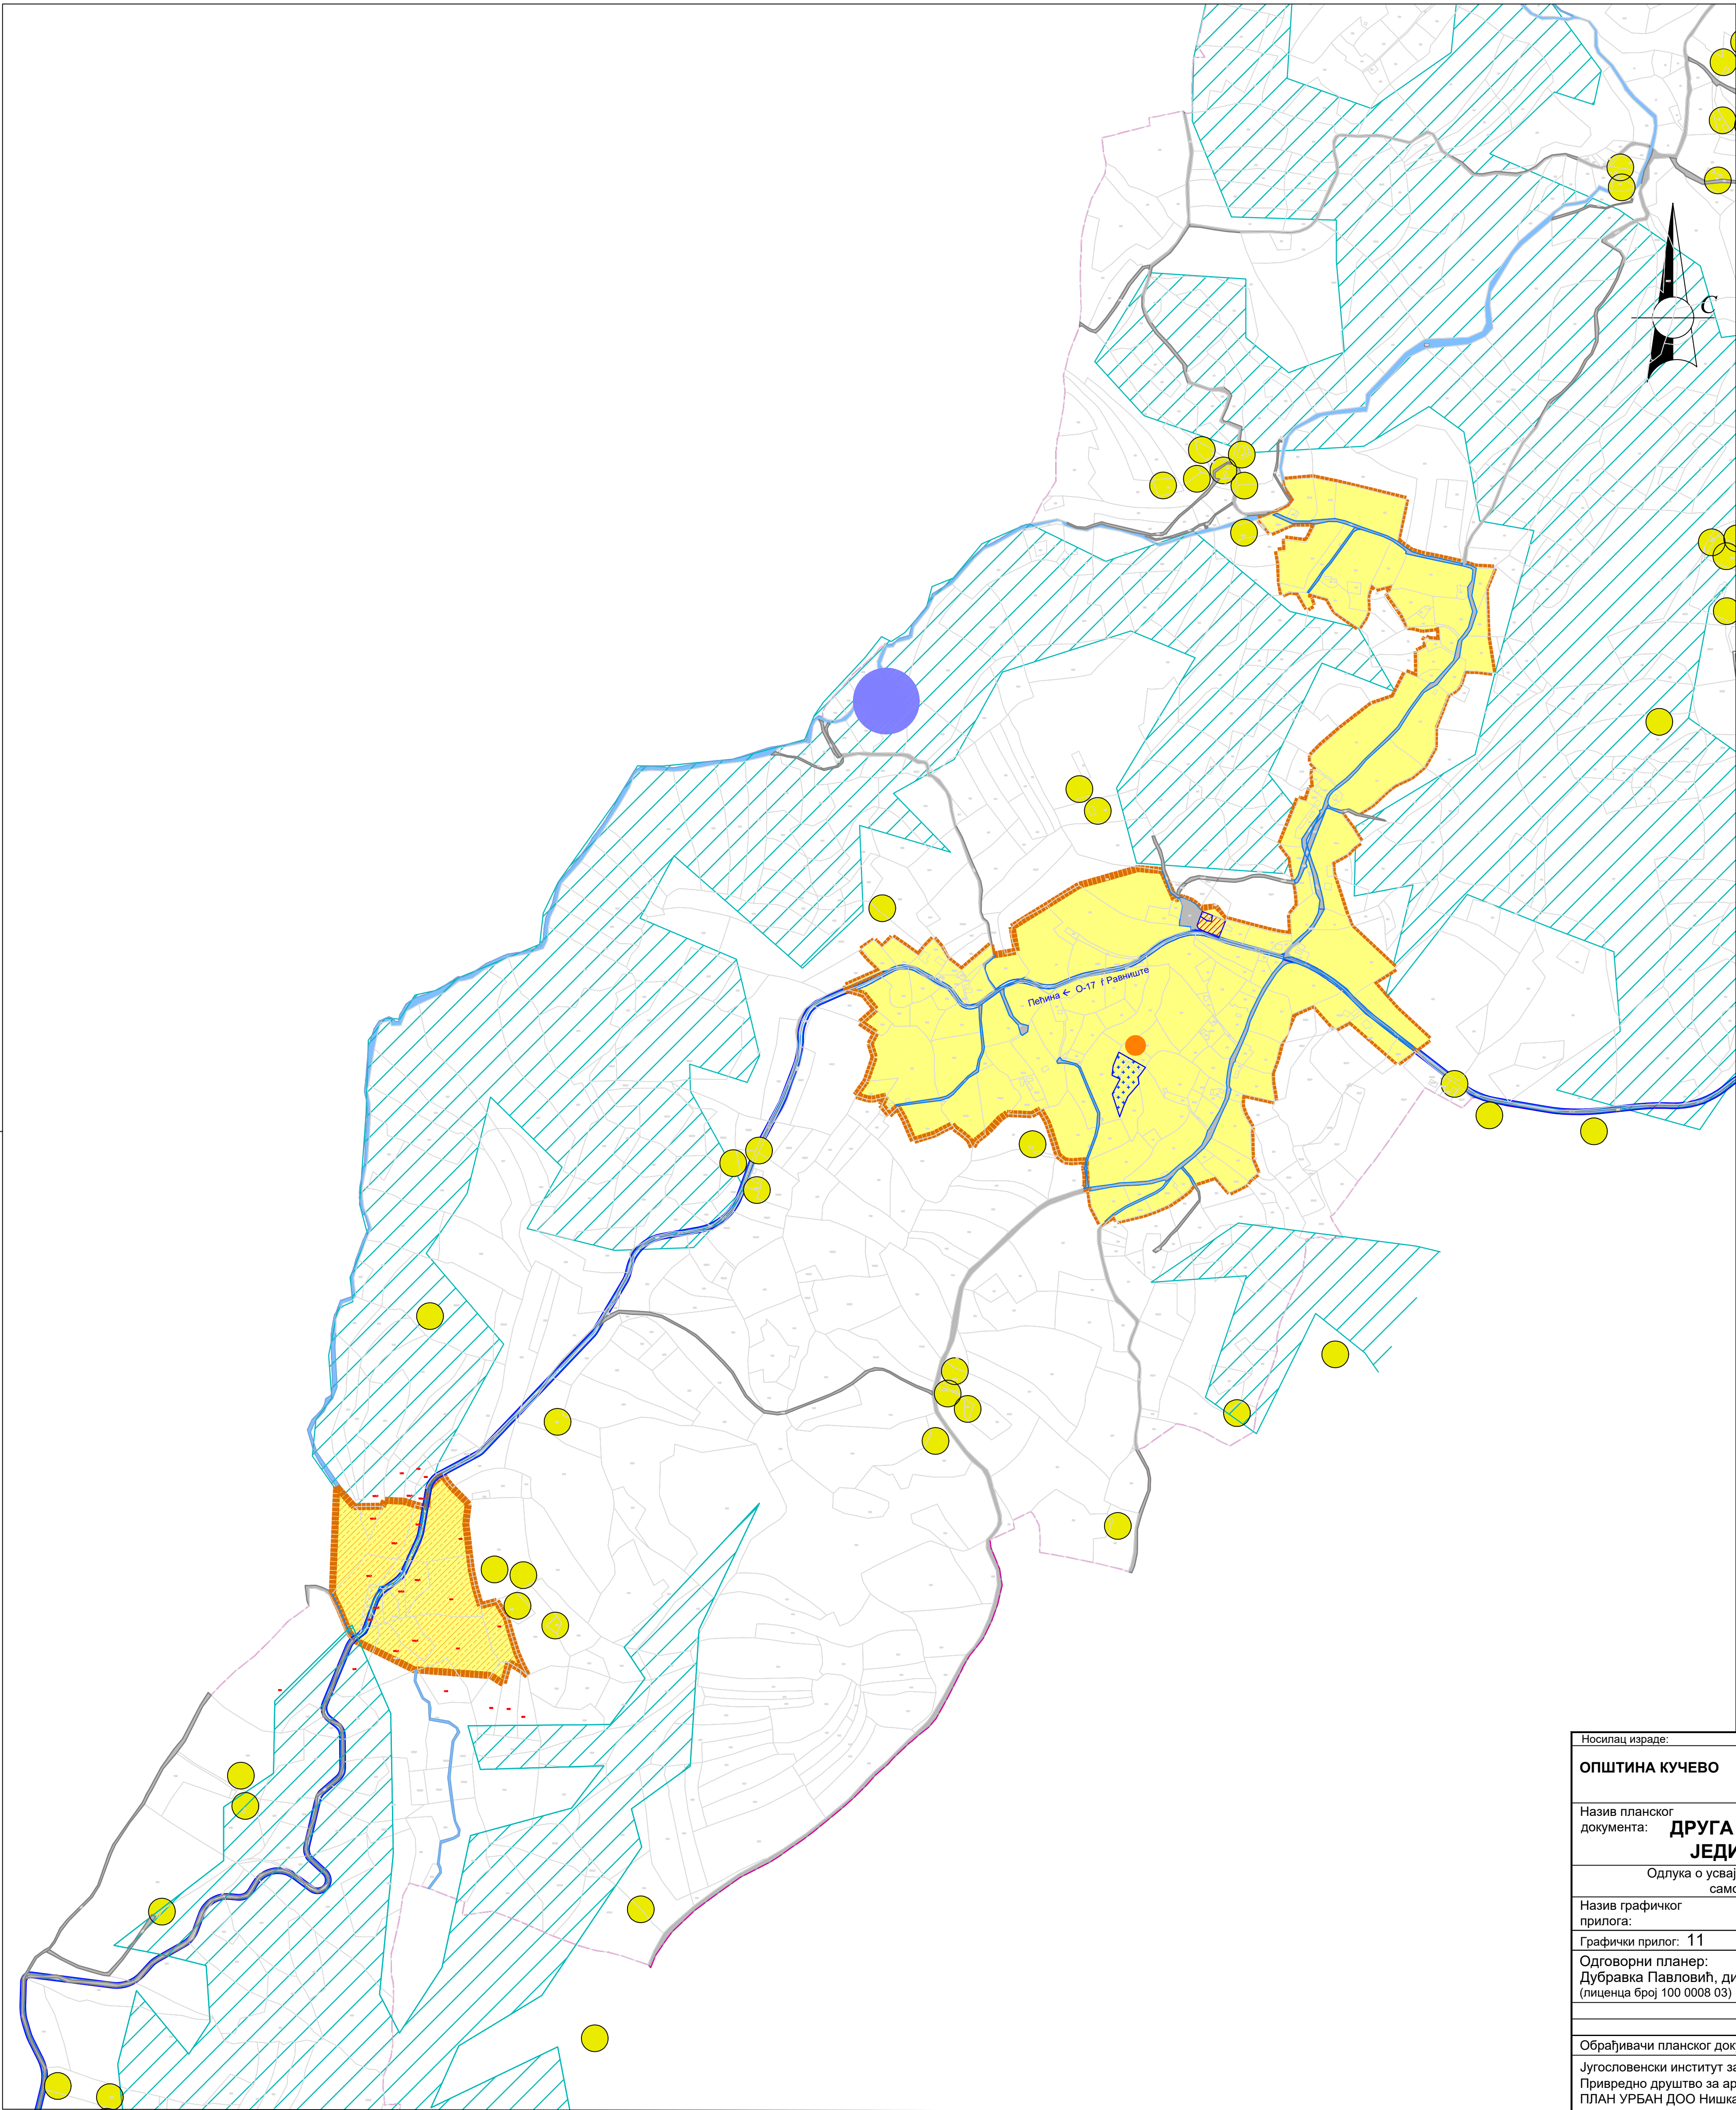 С
Пећина ← О-17 Равниште
Носилац израде:
ОПШТИНА КУЧЕВО
Назив планског
документа: ДРУГА
ЈЕДИ
Одлука о усвај
само
Назив графичког
прилога:
Графички прилог: 11
Одговорни планер:
Дубравка Павловић, ди
(лиценца број 100 0008 03)
Обрађивачи планског док
Југословенски институт за
Привредно друштво за ар
ПЛАН УРБАН ДОО Нишка